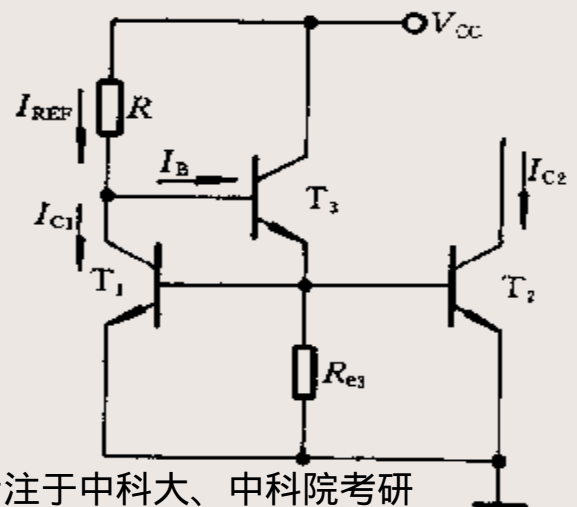 V_CC
I_REF R
I_B
I_C2
T_3
I_C1
T_1
T_2
R_e3
注于中科大、中科院考研